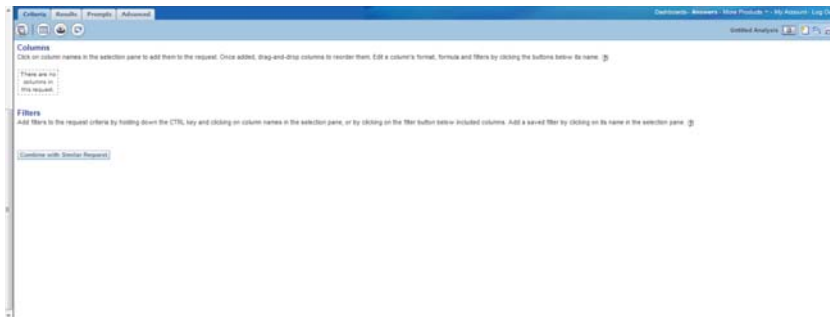 Criteria Results Prompts Advanced
Dashboards - Answers - More Products - My Account - Log O
Untitled Analysis
Columns
Click on column names in the selection pane to add them to the request. Once added, drag-and-drop columns to reorder them. Edit a column's format, formula and filters by clicking the buttons below its name.
There are no
columns in
this request.
Filters
Add filters to the request criteria by holding down the CTRL key and clicking on column names in the selection pane, or by clicking on the filter button below included columns. Add a saved filter by clicking on its name in the selection pane.
Combine with Similar Request